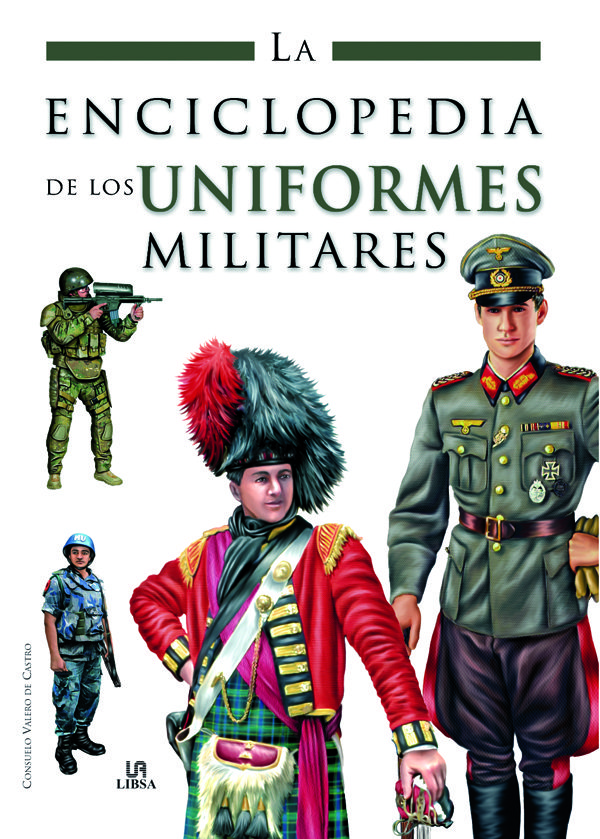 LA
ENCICLOPEDIA
DE LOS UNIFORMES
MILITARES
CONSUELO VALERO DE CASTRO
LIBSA